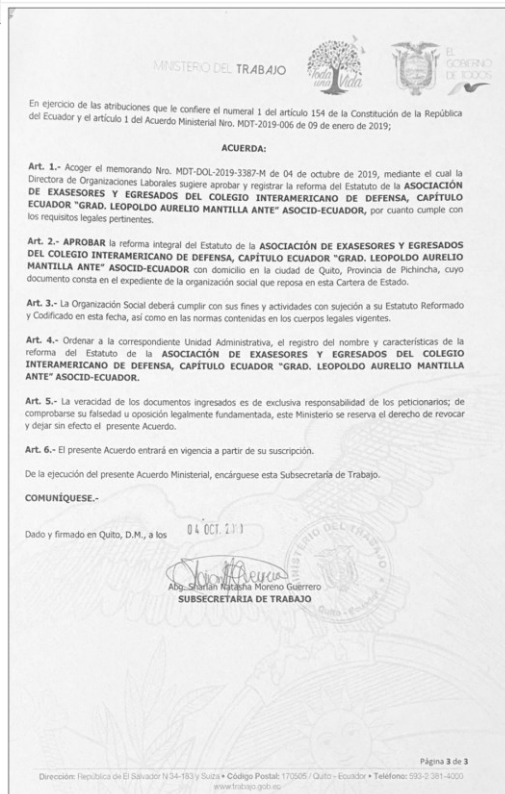 MINISTERIO DEL TRABAJO
Toda una Vida
EL GOBIERNO DE TODOS
En ejercicio de las atribuciones que le confiere el numeral 1 del artículo 154 de la Constitución de la República
del Ecuador y el artículo 1 del Acuerdo Ministerial Nro. MDT-2019-006 de 09 de enero de 2019;
ACUERDA:
Art. 1.- Acoger el memorando Nro. MDT-DOL-2019-3387-M de 04 de octubre de 2019, mediante el cual la
Directora de Organizaciones Laborales sugiere aprobar y registrar la reforma del Estatuto de la ASOCIACIÓN
DE EXASESORES Y EGRESADOS DEL COLEGIO INTERAMERICANO DE DEFENSA, CAPÍTULO
ECUADOR "GRAD. LEOPOLDO AURELIO MANTILLA ANTE" ASOCID-ECUADOR, por cuanto cumple con
los requisitos legales pertinentes.
Art. 2.- APROBAR la reforma integral del Estatuto de la ASOCIACIÓN DE EXASESORES Y EGRESADOS
DEL COLEGIO INTERAMERICANO DE DEFENSA, CAPÍTULO ECUADOR "GRAD. LEOPOLDO AURELIO
MANTILLA ANTE" ASOCID-ECUADOR con domicilio en la ciudad de Quito, Provincia de Pichincha, cuyo
documento consta en el expediente de la organización social que reposa en esta Cartera de Estado.
Art. 3.- La Organización Social deberá cumplir con sus fines y actividades con sujeción a su Estatuto Reformado
y Codificado en esta fecha, así como en las normas contenidas en los cuerpos legales vigentes.
Art. 4.- Ordenar a la correspondiente Unidad Administrativa, el registro del nombre y características de la
reforma del Estatuto de la ASOCIACIÓN DE EXASESORES Y EGRESADOS DEL COLEGIO
INTERAMERICANO DE DEFENSA, CAPÍTULO ECUADOR "GRAD. LEOPOLDO AURELIO MANTILLA
ANTE" ASOCID-ECUADOR.
Art. 5.- La veracidad de los documentos ingresados es de exclusiva responsabilidad de los peticionarios; de
comprobarse su falsedad u oposición legalmente fundamentada, este Ministerio se reserva el derecho de revocar
y dejar sin efecto el presente Acuerdo.
Art. 6.- El presente Acuerdo entrará en vigencia a partir de su suscripción.
De la ejecución del presente Acuerdo Ministerial, encárguese esta Subsecretaría de Trabajo.
COMUNÍQUESE.-
Dado y firmado en Quito, D.M., a los 04 OCT.
Abg. Sharian Natasha Moreno Guerrero
SUBSECRETARIA DE TRABAJO
MINISTERIO DEL TRABAJO
Quito - Ecuador
Página 3 de 3
Dirección: República de El Salvador N34-183 y Suiza • Código Postal: 170505 / Quito - Ecuador • Teléfono: 593-2 381-4000
www.trabajo.gob.ec